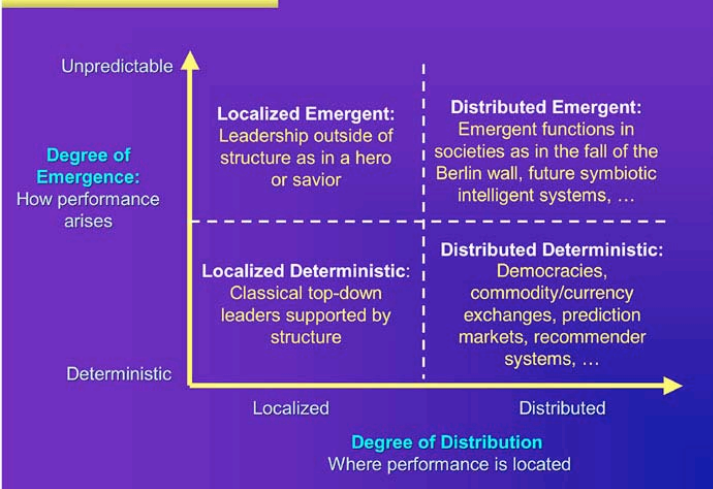 Unpredictable
Localized Emergent:
Leadership outside of
structure as in a hero
or savior
Distributed Emergent:
Emergent functions in
societies as in the fall of the
Berlin wall, future symbiotic
intelligent systems, …
Degree of
Emergence:
How performance
arises
Localized Deterministic:
Classical top-down
leaders supported by
structure
Distributed Deterministic:
Democracies,
commodity/currency
exchanges, prediction
markets, recommender
systems, …
Deterministic
Localized
Distributed
Degree of Distribution
Where performance is located